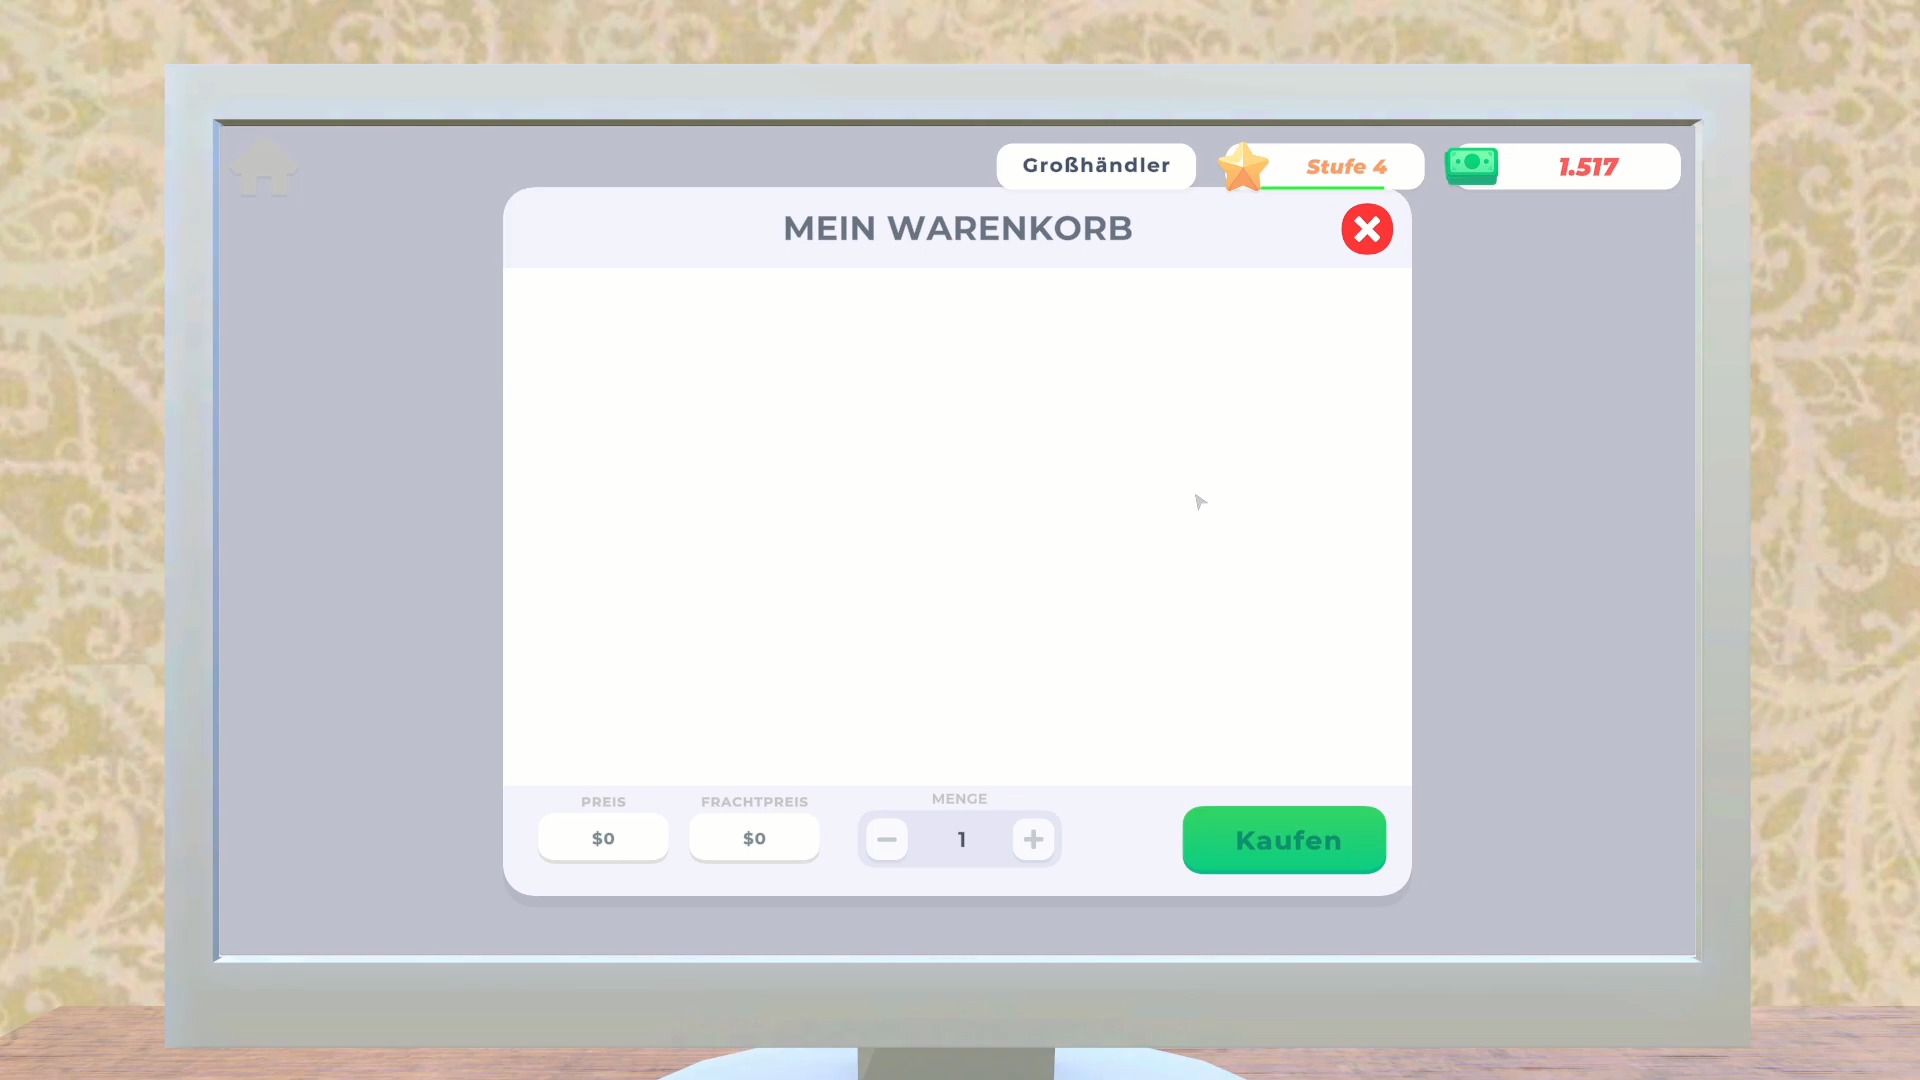 Großhändler
Stufe 4
1.517
MEIN WARENKORB
PREIS
FRACHTPREIS
MENGE
$0
$0
1
Kaufen